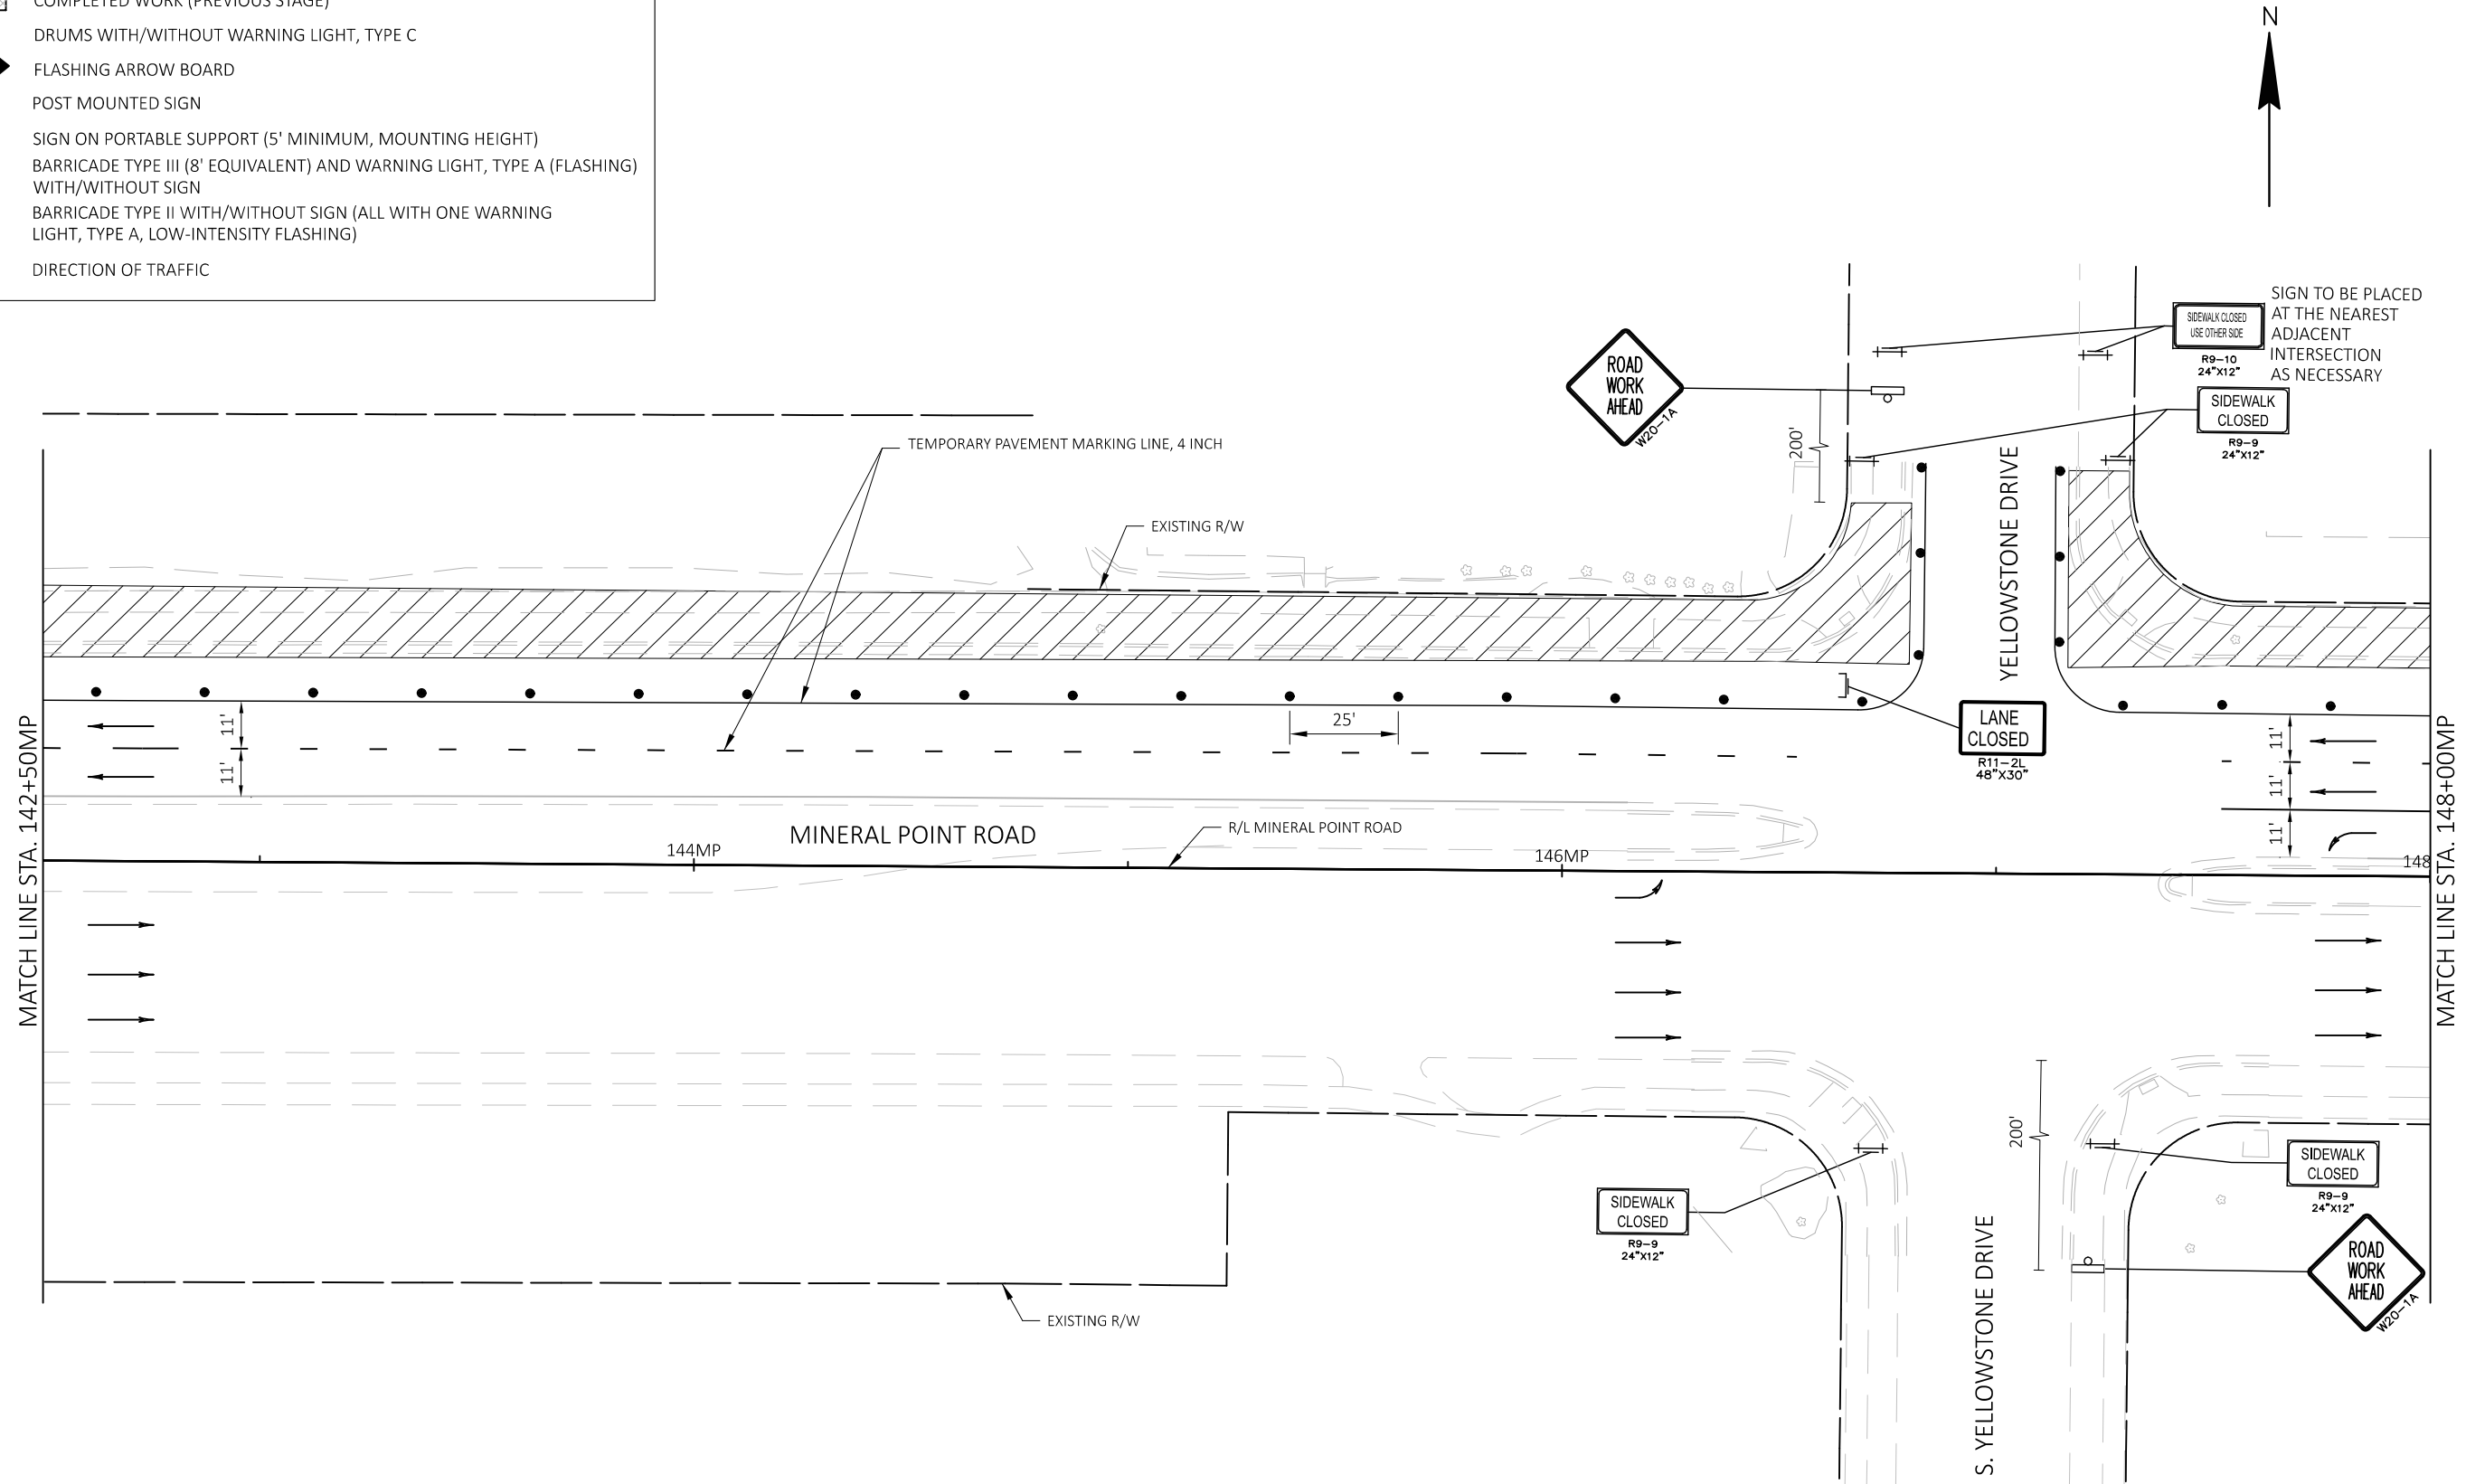 COMPLETED WORK (PREVIOUS STAGE)
DRUMS WITH/WITHOUT WARNING LIGHT, TYPE C
FLASHING ARROW BOARD
POST MOUNTED SIGN
SIGN ON PORTABLE SUPPORT (5' MINIMUM, MOUNTING HEIGHT)
BARRICADE TYPE III (8' EQUIVALENT) AND WARNING LIGHT, TYPE A (FLASHING)
WITH/WITHOUT SIGN
BARRICADE TYPE II WITH/WITHOUT SIGN (ALL WITH ONE WARNING
LIGHT, TYPE A, LOW-INTENSITY FLASHING)
DIRECTION OF TRAFFIC
N
SIDEWALK CLOSED
USE OTHER SIDE
R9-10
24"X12"
SIGN TO BE PLACED
AT THE NEAREST
ADJACENT
INTERSECTION
AS NECESSARY
ROAD
WORK
AHEAD
W20-1A
SIDEWALK
CLOSED
R9-9
24"X12"
200'
TEMPORARY PAVEMENT MARKING LINE, 4 INCH
EXISTING R/W
YELLOWSTONE DRIVE
LANE
CLOSED
R11-2L
48"X30"
25'
11'
11'
11'
11'
11'
MATCH LINE STA. 142+50MP
MATCH LINE STA. 148+00MP
MINERAL POINT ROAD
R/L MINERAL POINT ROAD
144MP
146MP
148
200'
SIDEWALK
CLOSED
R9-9
24"X12"
SIDEWALK
CLOSED
R9-9
24"X12"
ROAD
WORK
AHEAD
W20-1A
S. YELLOWSTONE DRIVE
EXISTING R/W